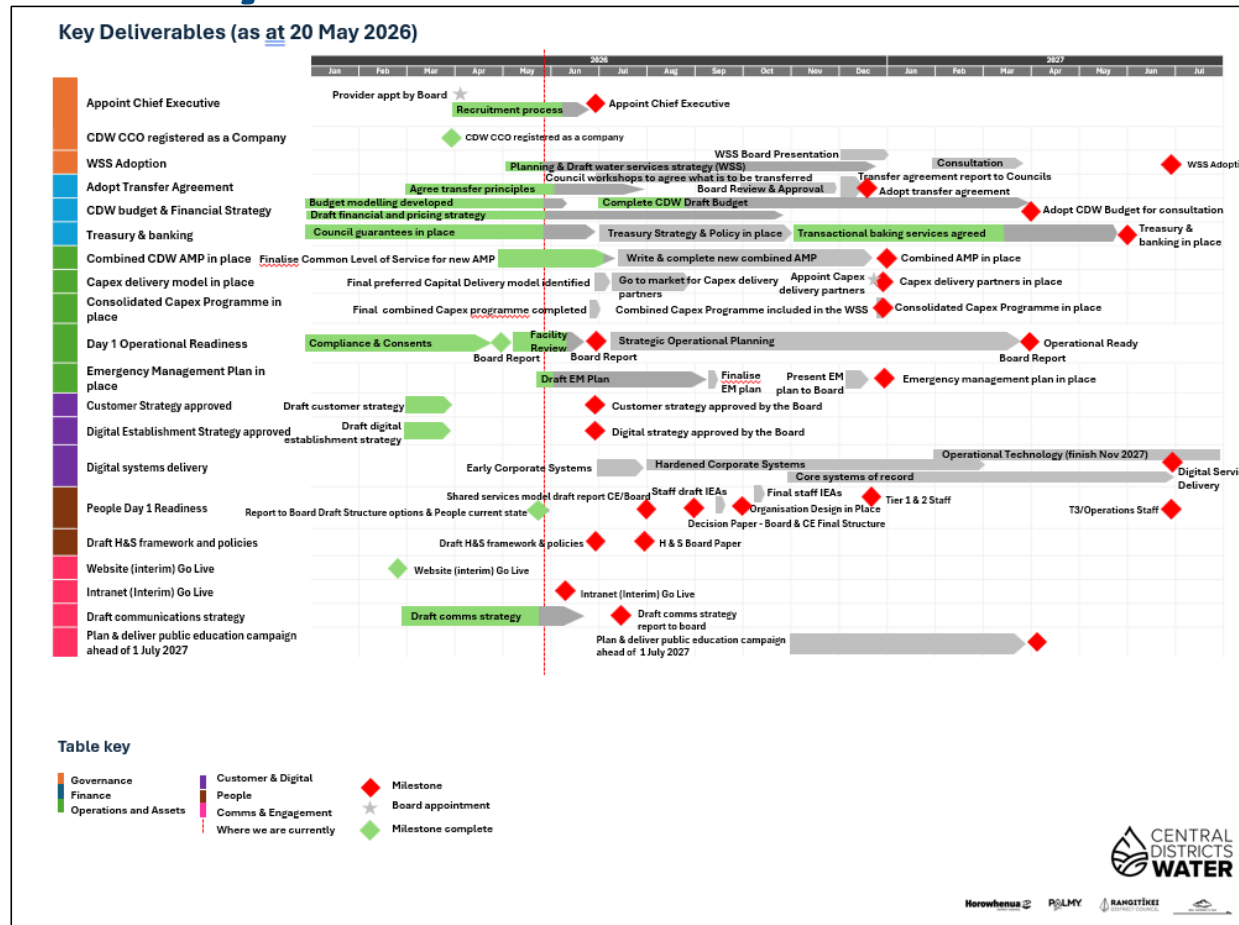 Key Deliverables (as at 20 May 2026)
2026
2027
Jan Feb Mar Apr May Jun Jul Aug Sep Oct Nov Dec Jan Feb Mar Apr May Jun Jul
Appoint Chief Executive
Provider appt by Board
Recruitment process
Appoint Chief Executive
CDW CCO registered as a Company
CDW CCO registered as a company
WSS Adoption
Planning & Draft water services strategy (WSS)
WSS Board Presentation
Consultation
WSS Adopti
Adopt Transfer Agreement
Agree transfer principles
Council workshops to agree what is to be transferred
Board Review & Approval
Transfer agreement report to Councils
Adopt transfer agreement
CDW budget & Financial Strategy
Budget modelling developed
Draft financial and pricing strategy
Complete CDW Draft Budget
Adopt CDW Budget for consultation
Treasury & banking
Council guarantees in place
Treasury Strategy & Policy in place
Transactional baking services agreed
Treasury &
banking in place
Combined CDW AMP in place
Finalise Common Level of Service for new AMP
Write & complete new combined AMP
Combined AMP in place
Capex delivery model in place
Final preferred Capital Delivery model identified
Go to market for Capex delivery
partners
Appoint Capex
delivery partners
Capex delivery partners in place
Consolidated Capex Programme in
place
Final combined Capex programme completed
Combined Capex Programme included in the WSS
Consolidated Capex Programme in place
Day 1 Operational Readiness
Compliance & Consents
Board Report
Facility
Review
Board Report
Strategic Operational Planning
Board Report
Operational Ready
Emergency Management Plan in
place
Draft EM Plan
Finalise
EM plan
Present EM
plan to Board
Emergency management plan in place
Customer Strategy approved
Draft customer strategy
Customer strategy approved by the Board
Digital Establishment Strategy approved
Draft digital
establishment strategy
Digital strategy approved by the Board
Digital systems delivery
Early Corporate Systems
Hardened Corporate Systems
Operational Technology (finish Nov 2027)
Core systems of record
Digital Servi
Delivery
People Day 1 Readiness
Report to Board Draft Structure options & People current state
Shared services model draft report CE/Board
Staff draft IEAs
Decision Paper - Board & CE Final Structure
Final staff IEAs
Organisation Design in Place
Tier 1 & 2 Staff
T3/Operations Staff
Draft H&S framework and policies
Draft H&S framework & policies
H & S Board Paper
Website (interim) Go Live
Website (interim) Go Live
Intranet (Interim) Go Live
Intranet (Interim) Go Live
Draft communications strategy
Draft comms strategy
Draft comms strategy
report to board
Plan & deliver public education campaign
ahead of 1 July 2027
Plan & deliver public education campaign
ahead of 1 July 2027
Table key
Governance
Finance
Operations and Assets
Customer & Digital
People
Comms & Engagement
Where we are currently
Milestone
Board appointment
Milestone complete
CENTRAL
DISTRICTS
WATER
Horowhenua
PALMY
RANGITĪKEI
DISTRICT COUNCIL